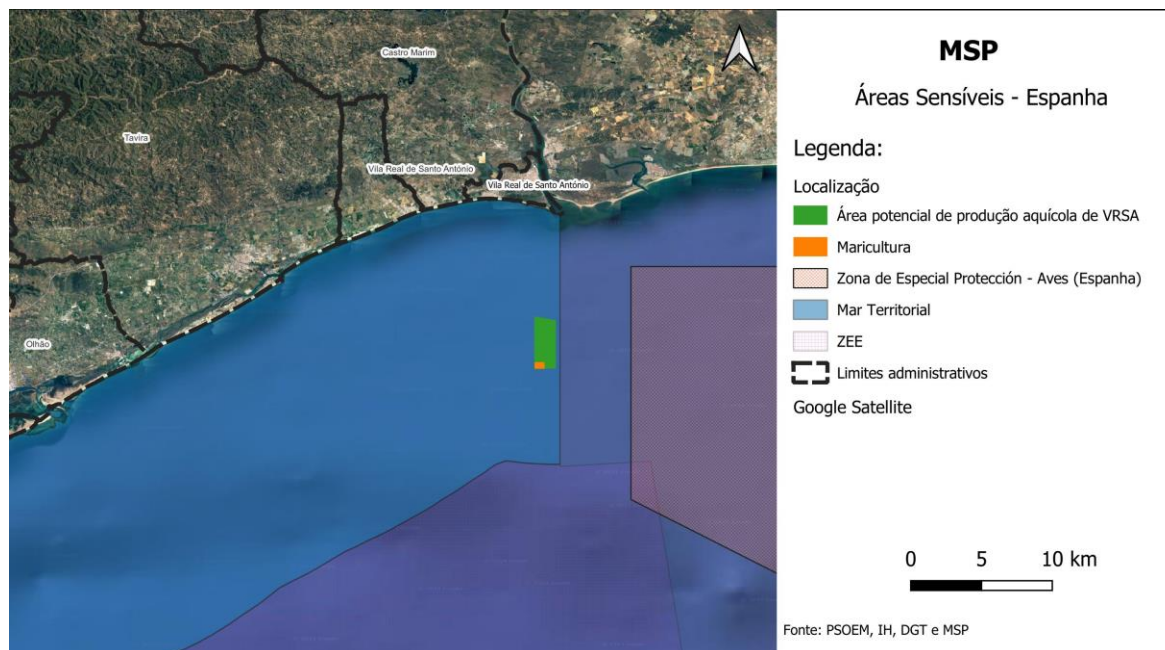 Castro Marim
Tavira
Vila Real de Santo António
Vila Real de Santo António
Olhão
MSP
Áreas Sensíveis - Espanha
Legenda:
Localização
Área potencial de produção aquícola de VRSA
Maricultura
Zona de Especial Protección - Aves (Espanha)
Mar Territorial
ZEE
Limites administrativos
Google Satellite
0 5 10 km
Fonte: PSOEM, IH, DGT e MSP